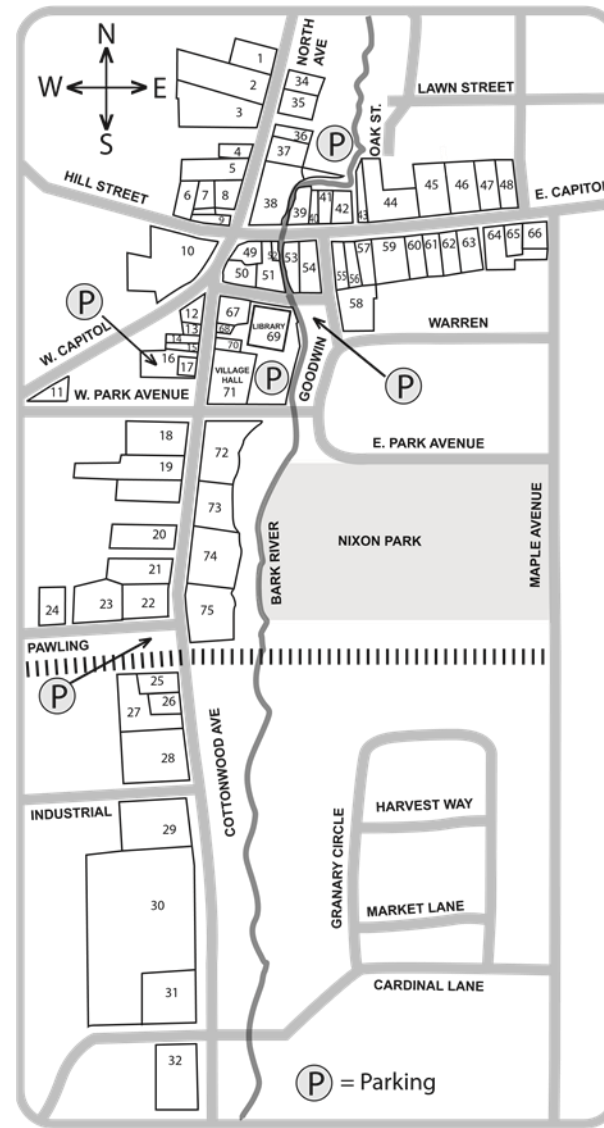 N
W E
S
NORTH
AVE
OAK ST.
LAWN STREET
1
2
3
34
35
36
37
P
4
5
HILL STREET
6 7 8
9
38
39
40
41
42
43
44
45
46
47
48
E. CAPITOL
10
49
50
51
52
53
54
55
56
57
58
59
60
61
62
63
64
65
66
P
W. CAPITOL
12
13
14
15
16
17
67
68
LIBRARY
69
70
VILLAGE
HALL
71
P
GOODWIN
P
WARREN
11
W. PARK AVENUE
E. PARK AVENUE
18
19
20
21
22
23
24
72
73
74
75
BARK RIVER
NIXON PARK
MAPLE AVENUE
PAWLING
P
25
26
27
28
COTTONWOOD AVE
INDUSTRIAL
29
30
31
32
GRANARY CIRCLE
HARVEST WAY
MARKET LANE
CARDINAL LANE
P = Parking